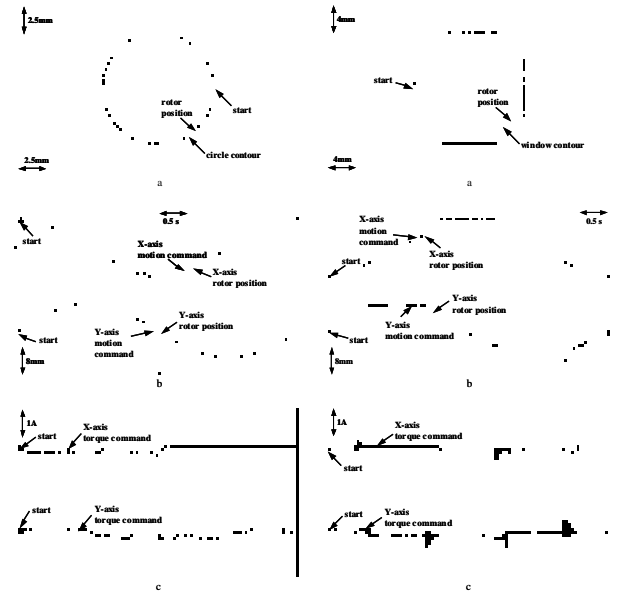 2.5mm
start
rotor
position
circle contour
2.5mm
a
4mm
start
rotor
position
window contour
4mm
a
0.5 s
start
X-axis
motion command
X-axis
rotor position
Y-axis
rotor position
Y-axis
motion
command
start
8mm
b
0.5 s
X-axis
motion
command
X-axis
rotor position
start
Y-axis
rotor position
Y-axis
motion command
start
8mm
b
1A
start
X-axis
torque command
start
Y-axis
torque command
c
1A
X-axis
torque command
start
start
Y-axis
torque command
c